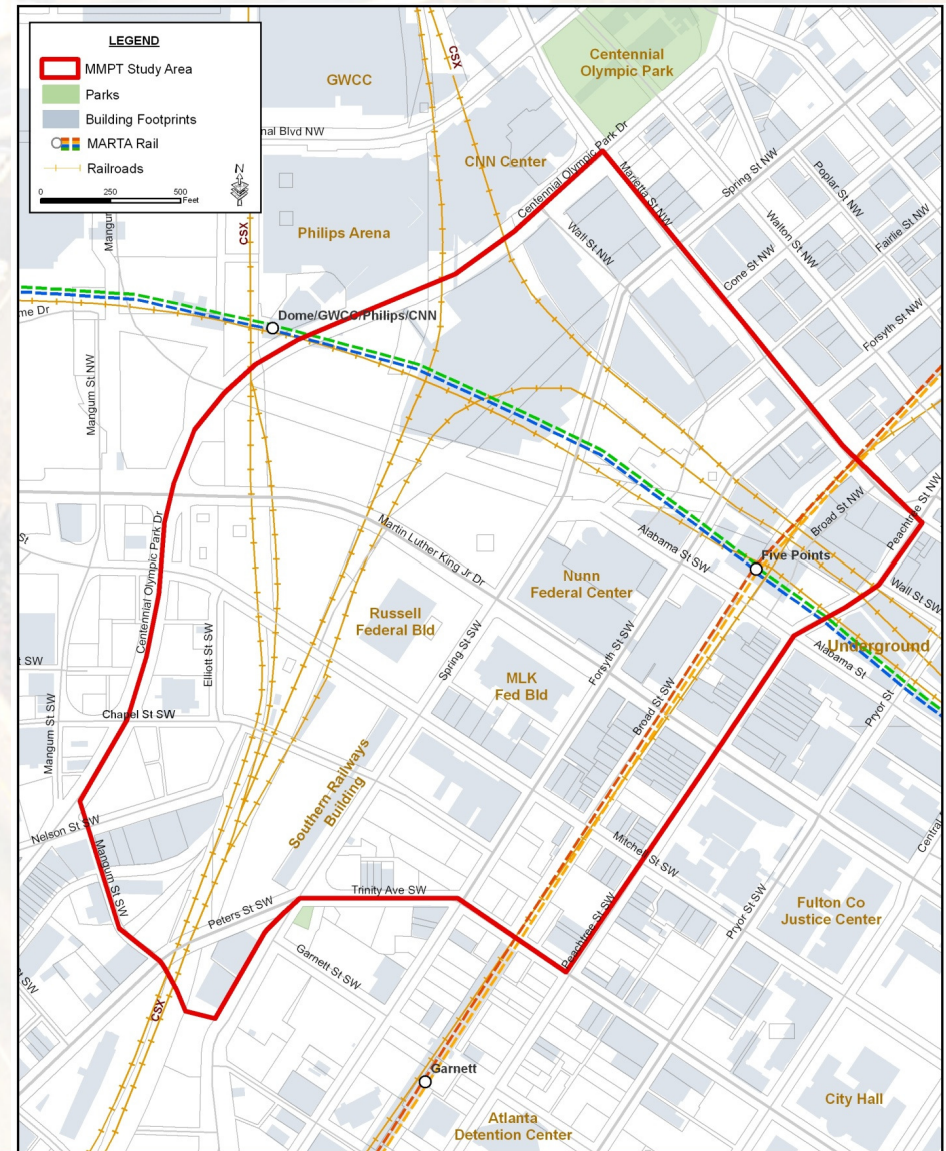 LEGEND
MMPT Study Area
Parks
Building Footprints
MARTA Rail
Railroads
N
0 250 500
Feet
CSX
GWCC
Centennial
Olympic Park
nal Blvd NW
CNN Center
Centennial Olympic Park Dr
Marietta St NW
Spring St NW
Poplar St NW
Walton St NW
Fairlie St NW
Cone St NW
Forsyth St NW
Wall St NW
Philips Arena
CSX
Mangum
me Dr
Dome/GWCC/Philips/CNN
Mangum St NW
Martin Luther King Jr Dr
Alabama St SW
Broad St NW
Peachtree St NW
Five Points
Wall St SW
Nunn
Federal Center
Underground
Alabama St
Centennial Olympic Park Dr
St
Russell
Federal Bld
Elliott St SW
Spring St SW
Forsyth St SW
t SW
MLK
Fed Bld
Broad St SW
Pryor St
Chapel St SW
Mangum St SW
Southern Railways
Building
Nelson St SW
Mangum St SW
Mitchell St SW
Central
Trinity Ave SW
Peters St SW
Peachtree St SW
Pryor St SW
Fulton Co
Justice Center
Garnett St SW
t SW
CSX
Garnett
City Hall
Atlanta
Detention Center